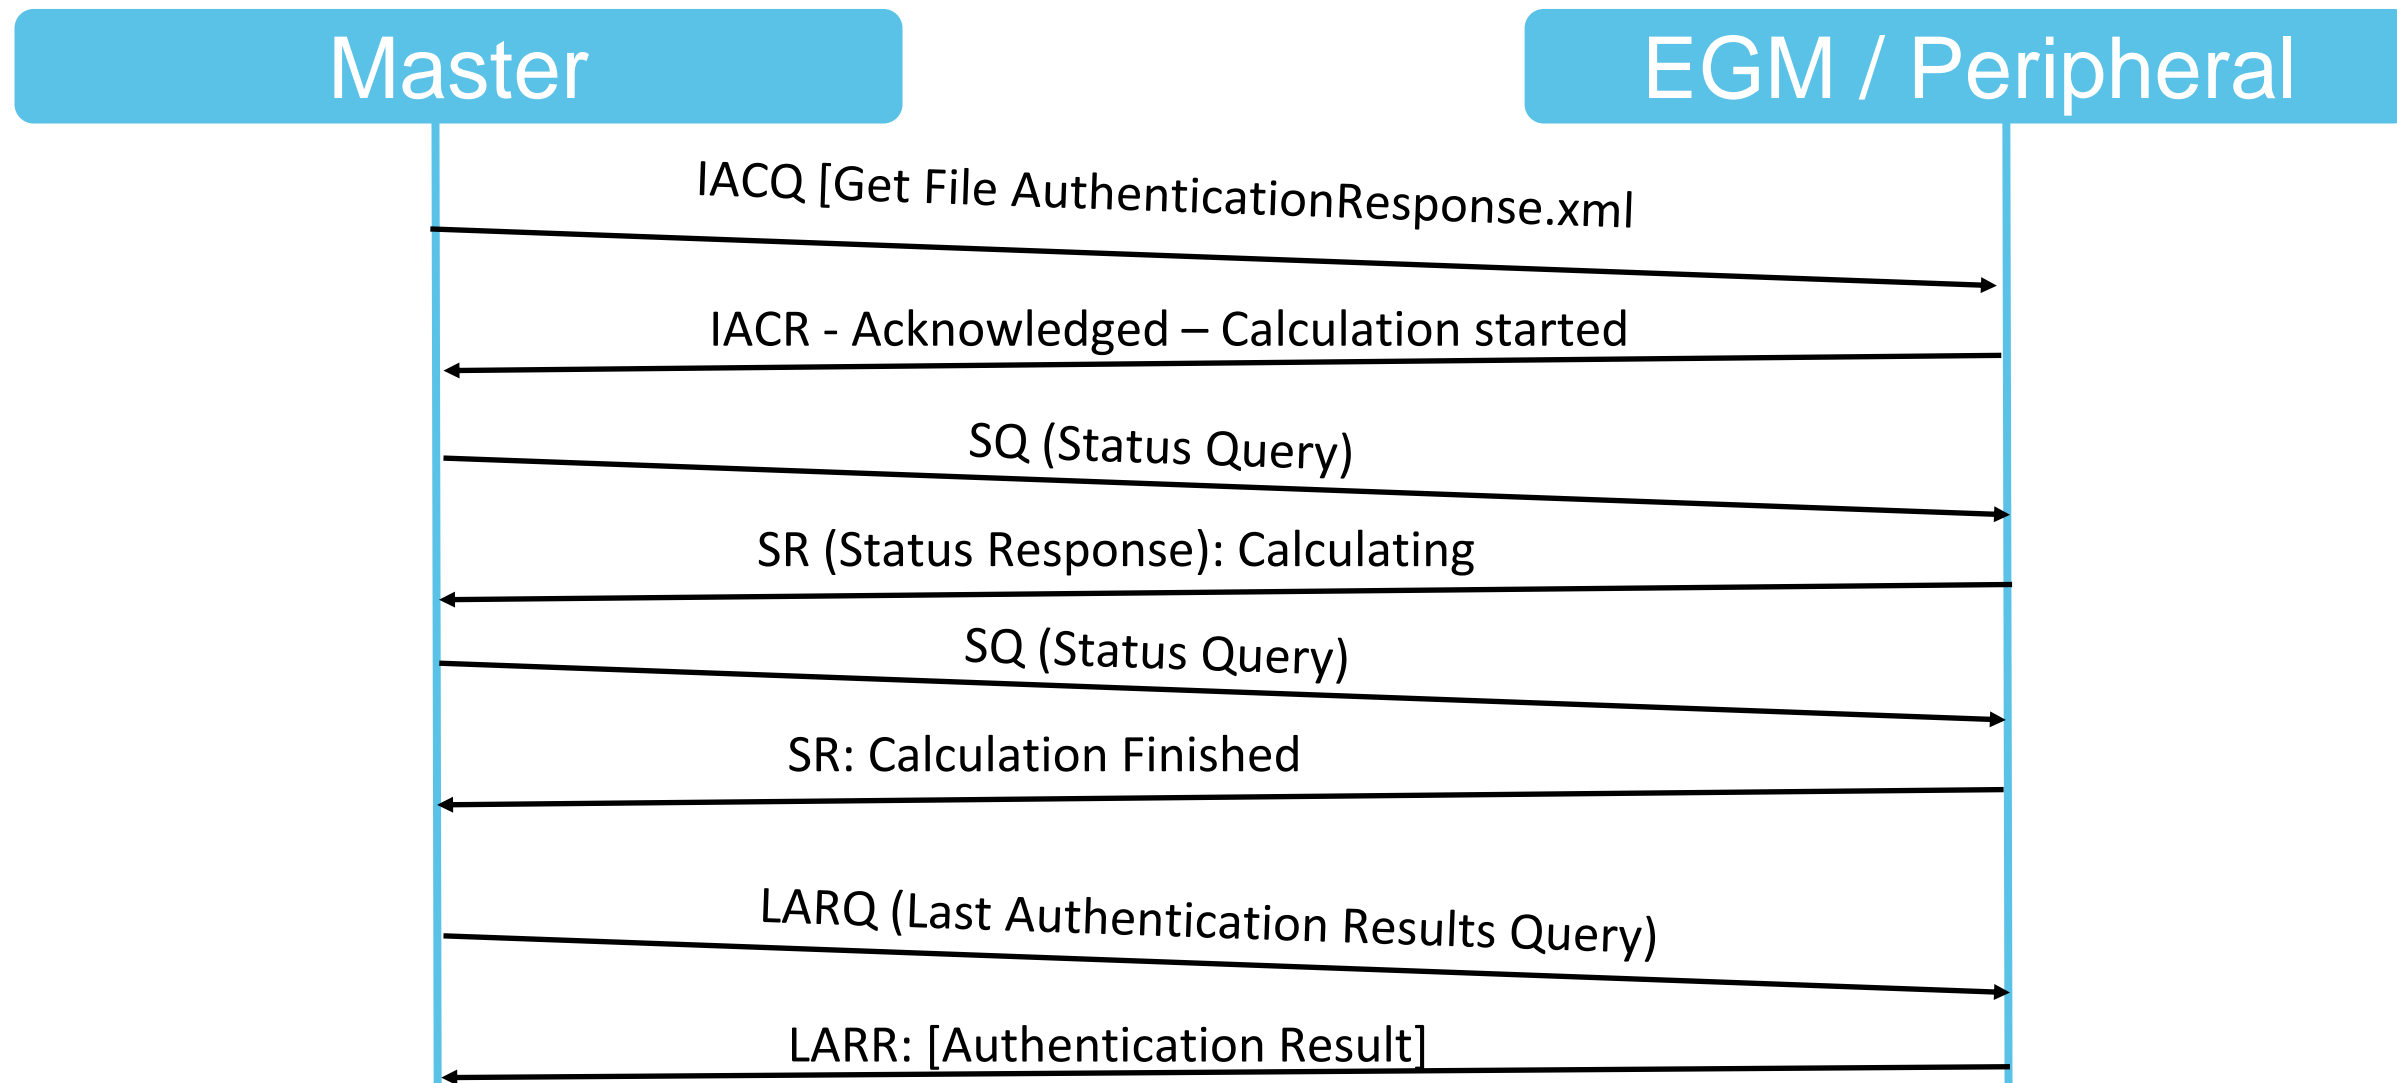 Master
EGM / Peripheral
IACQ [Get File AuthenticationResponse.xml
IACR - Acknowledged – Calculation started
SQ (Status Query)
SR (Status Response): Calculating
SQ (Status Query)
SR: Calculation Finished
LARQ (Last Authentication Results Query)
LARR: [Authentication Result]